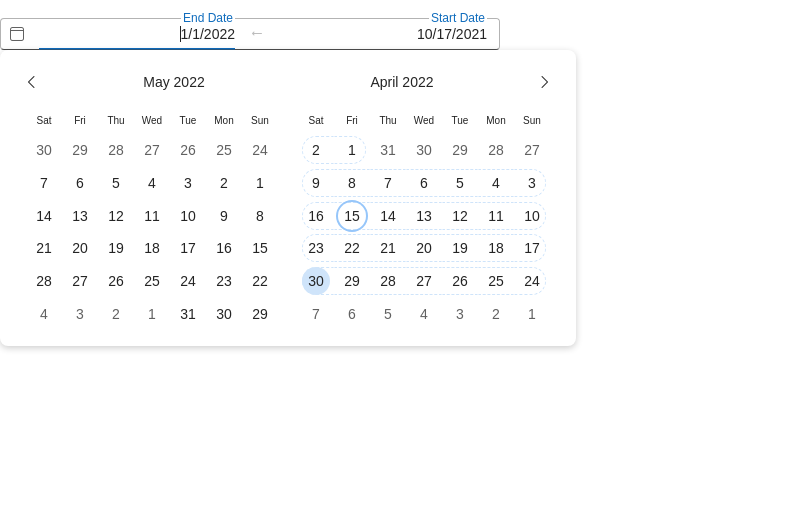 End Date
Start Date
1/1/2022
←
10/17/2021
May 2022
April 2022
Sat Fri Thu Wed Tue Mon Sun
30 29 28 27 26 25 24
7 6 5 4 3 2 1
14 13 12 11 10 9 8
21 20 19 18 17 16 15
28 27 26 25 24 23 22
4 3 2 1 31 30 29
Sat Fri Thu Wed Tue Mon Sun
2 1 31 30 29 28 27
9 8 7 6 5 4 3
16 15 14 13 12 11 10
23 22 21 20 19 18 17
30 29 28 27 26 25 24
7 6 5 4 3 2 1